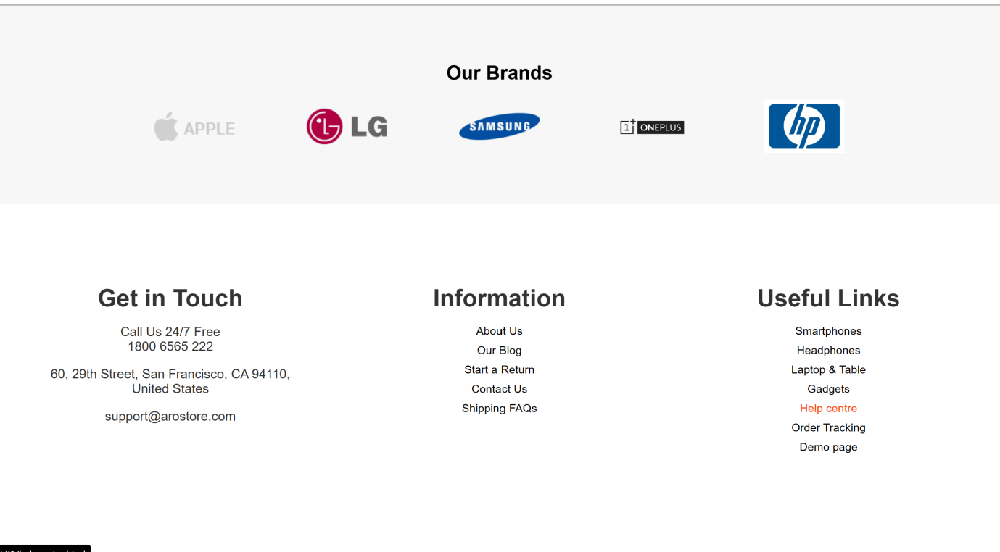 Our Brands
APPLE
LG
SAMSUNG
1+ ONEPLUS
hp
Get in Touch
Call Us 24/7 Free
1800 6565 222
60, 29th Street, San Francisco, CA 94110,
United States
support@arostore.com
Information
About Us
Our Blog
Start a Return
Contact Us
Shipping FAQs
Useful Links
Smartphones
Headphones
Laptop & Table
Gadgets
Help centre
Order Tracking
Demo page